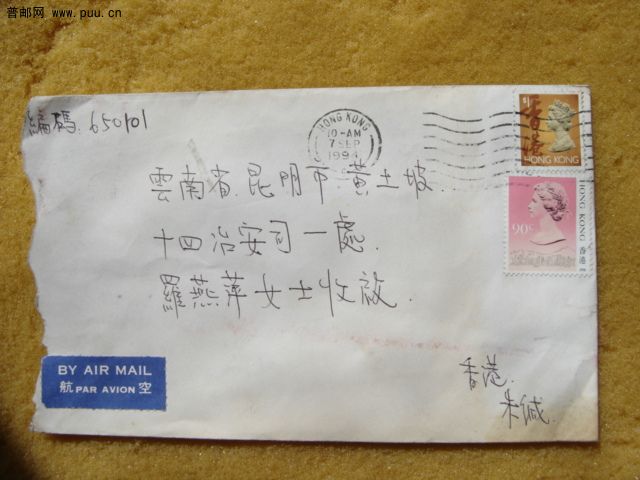 普邮网 www.puu.cn
編碼: 650101
HONG KONG
10-AM
7 SEP
1994
$1
香港
HONG KONG
90c
HONG KONG 香港
雲南省昆明市黃土坡
十四冶安司一處
羅燕萍女士收啟
BY AIR MAIL
航 PAR AVION 空
香港
朱緘